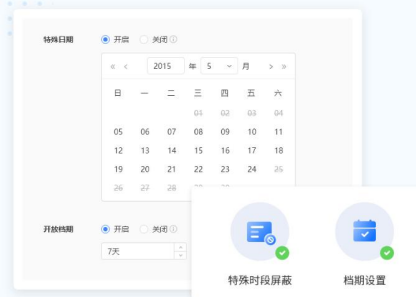 特殊日期 开启 关闭
« < 2015 年 5 月 > »
日 一 二 三 四 五 六
01 02 03 04
05 06 07 08 09 10 11
12 13 14 15 16 17 18
19 20 21 22 23 24 25
26 27 28
开放档期 开启 关闭
7天
特殊时段屏蔽 档期设置